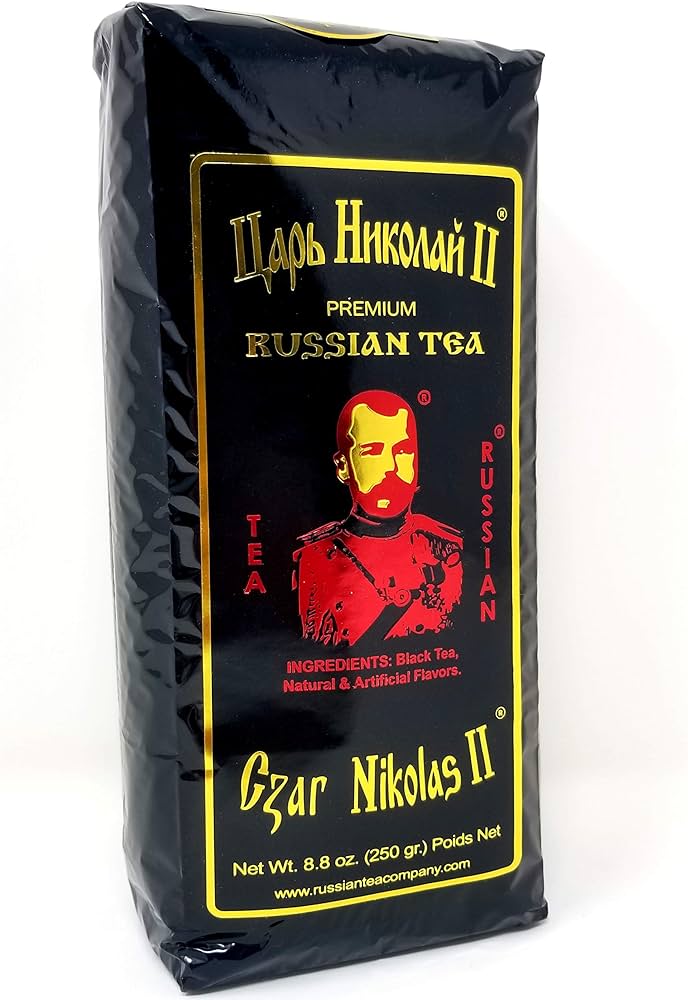 Царь Николай II®
PREMIUM
RUSSIAN TEA
®
TEA
RUSSIAN®
INGREDIENTS: Black Tea,
Natural & Artificial Flavors.
Czar Nikolas II®
Net Wt. 8.8 oz. (250 gr.) Poids Net
www.russianteacompany.com